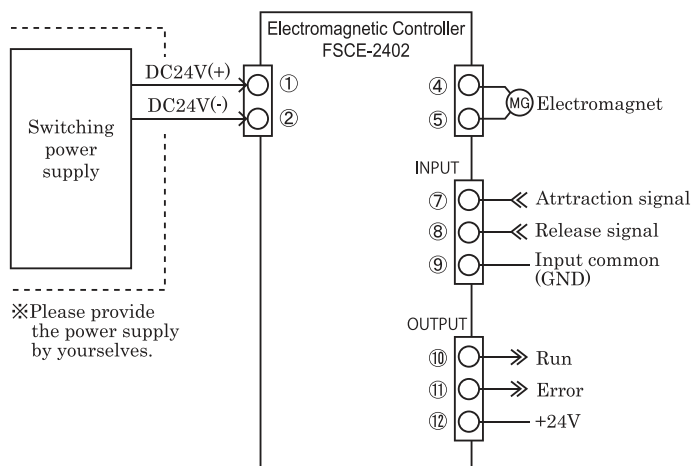 Electromagnetic Controller
FSCE-2402
DC24V(+)
①
DC24V(-)
②
Switching
power
supply
※Please provide
the power supply
by yourselves.
④
⑤
MG
Electromagnet
INPUT
⑦
Atrtraction signal
⑧
Release signal
⑨
Input common
(GND)
OUTPUT
⑩
Run
⑪
Error
⑫
+24V